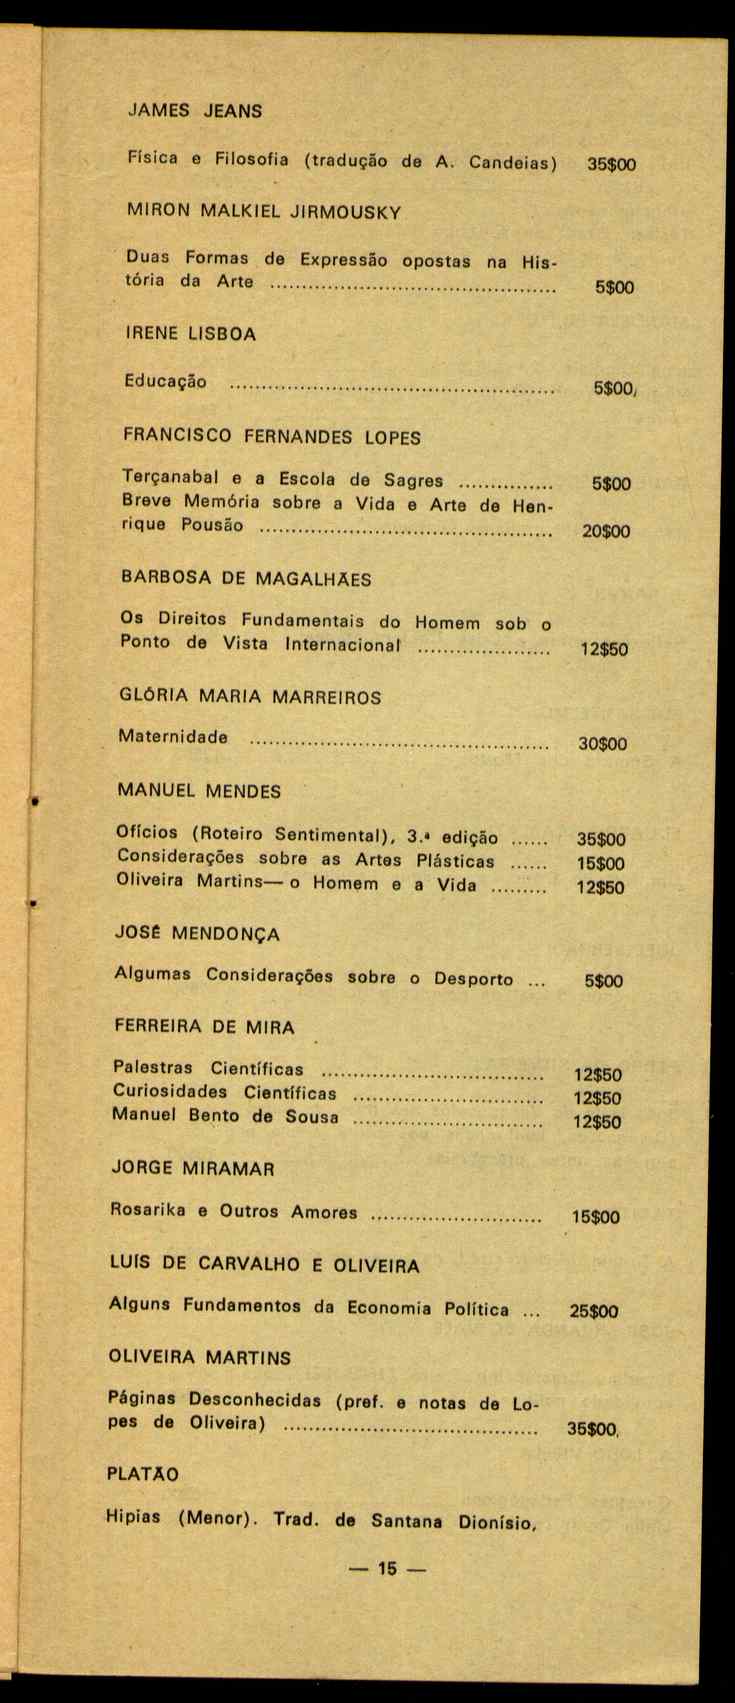 JAMES JEANS
Física e Filosofia (tradução de A. Candeias) 35$00
MIRON MALKIEL JIRMOUSKY
Duas Formas de Expressão opostas na His-
tória da Arte ............................................. 5$00
IRENE LISBOA
Educação .................................................... 5$00,
FRANCISCO FERNANDES LOPES
Terçanabal e a Escola de Sagres ............... 5$00
Breve Memória sobre a Vida e Arte de Hen-
rique Pousão .............................................. 20$00
BARBOSA DE MAGALHÃES
Os Direitos Fundamentais do Homem sob o
Ponto de Vista Internacional ..................... 12$50
GLÓRIA MARIA MARREIROS
Maternidade ............................................... 30$00
MANUEL MENDES
Ofícios (Roteiro Sentimental), 3.ª edição ...... 35$00
Considerações sobre as Artes Plásticas ...... 15$00
Oliveira Martins— o Homem e a Vida ......... 12$50
JOSÉ MENDONÇA
Algumas Considerações sobre o Desporto ... 5$00
FERREIRA DE MIRA
Palestras Científicas ................................... 12$50
Curiosidades Científicas .............................. 12$50
Manuel Bento de Sousa .............................. 12$50
JORGE MIRAMAR
Rosarika e Outros Amores ........................... 15$00
LUÍS DE CARVALHO E OLIVEIRA
Alguns Fundamentos da Economia Política ... 25$00
OLIVEIRA MARTINS
Páginas Desconhecidas (pref. e notas de Lo-
pes de Oliveira) ........................................ 35$00,
PLATÃO
Hipias (Menor). Trad. de Santana Dionísio,
— 15 —